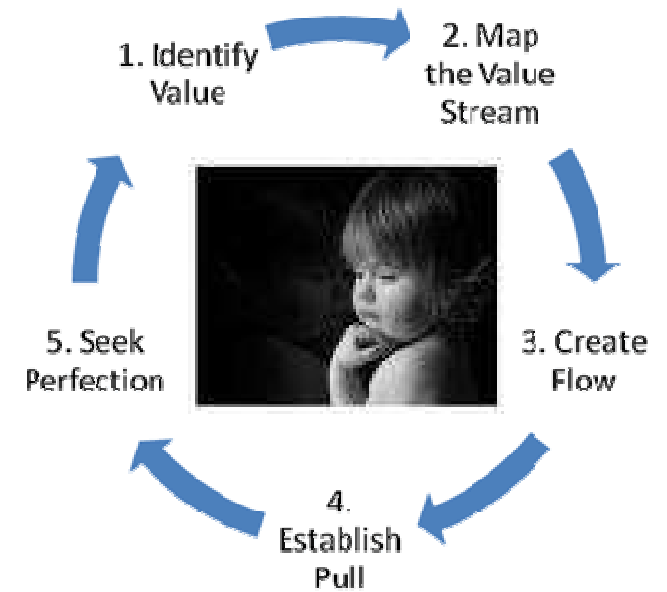 1. Identify
Value
2. Map
the Value
Stream
3. Create
Flow
4.
Establish
Pull
5. Seek
Perfection